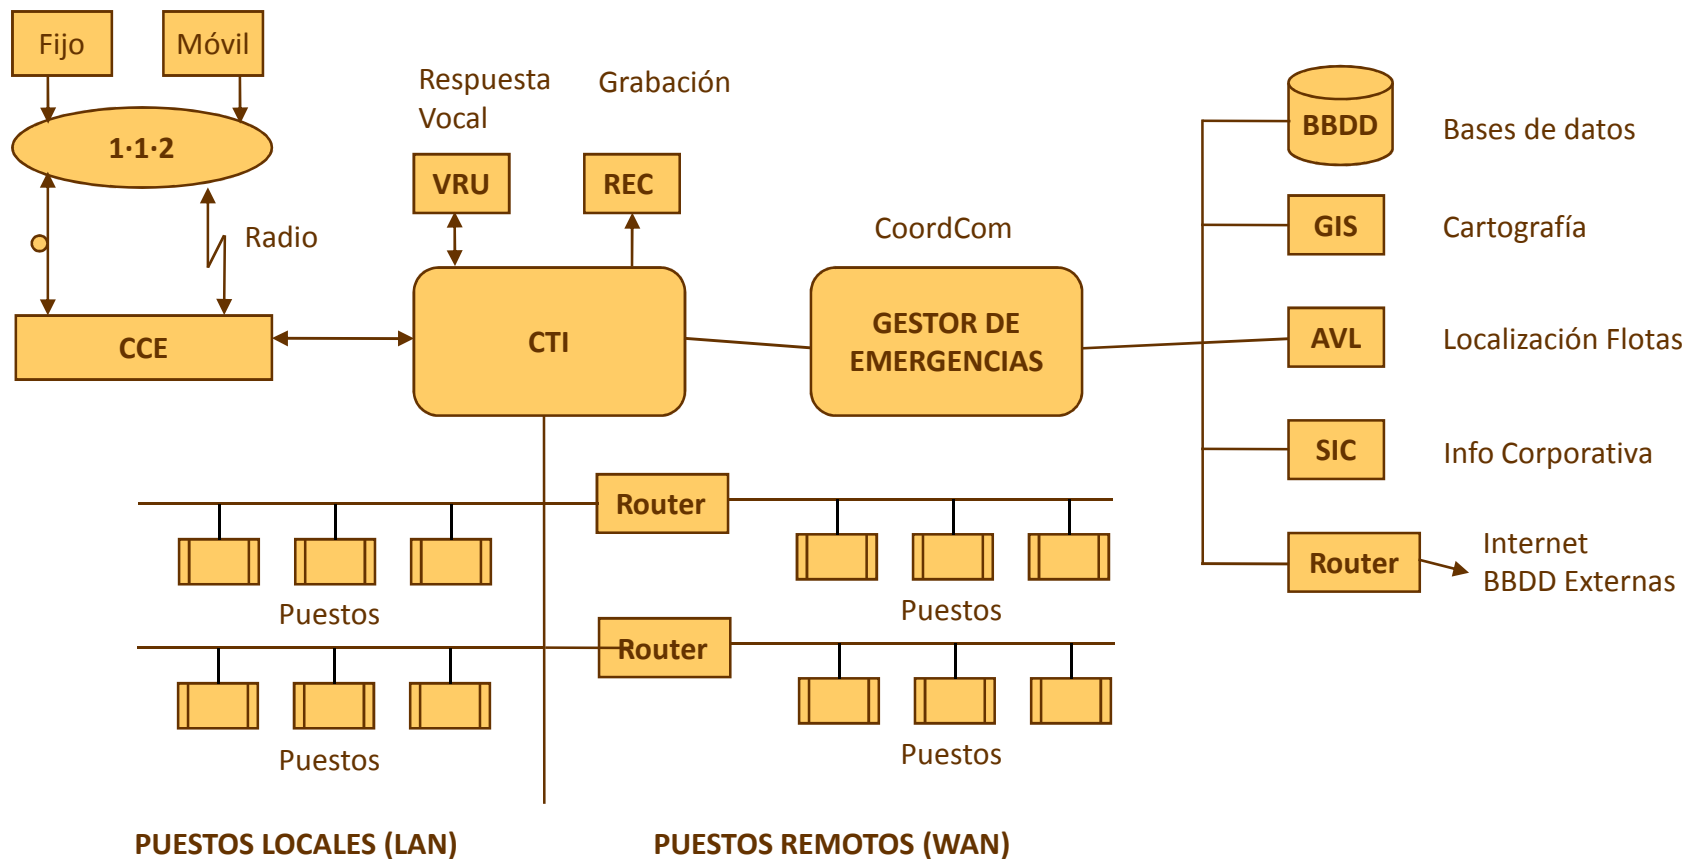 Fijo
Móvil
1·1·2
Radio
CCE
Respuesta
Vocal
Grabación
VRU
REC
CTI
CoordCom
GESTOR DE
EMERGENCIAS
BBDD
Bases de datos
GIS
Cartografía
AVL
Localización Flotas
SIC
Info Corporativa
Router
Internet
BBDD Externas
Router
Puestos
Puestos
Router
Puestos
Puestos
PUESTOS LOCALES (LAN)
PUESTOS REMOTOS (WAN)